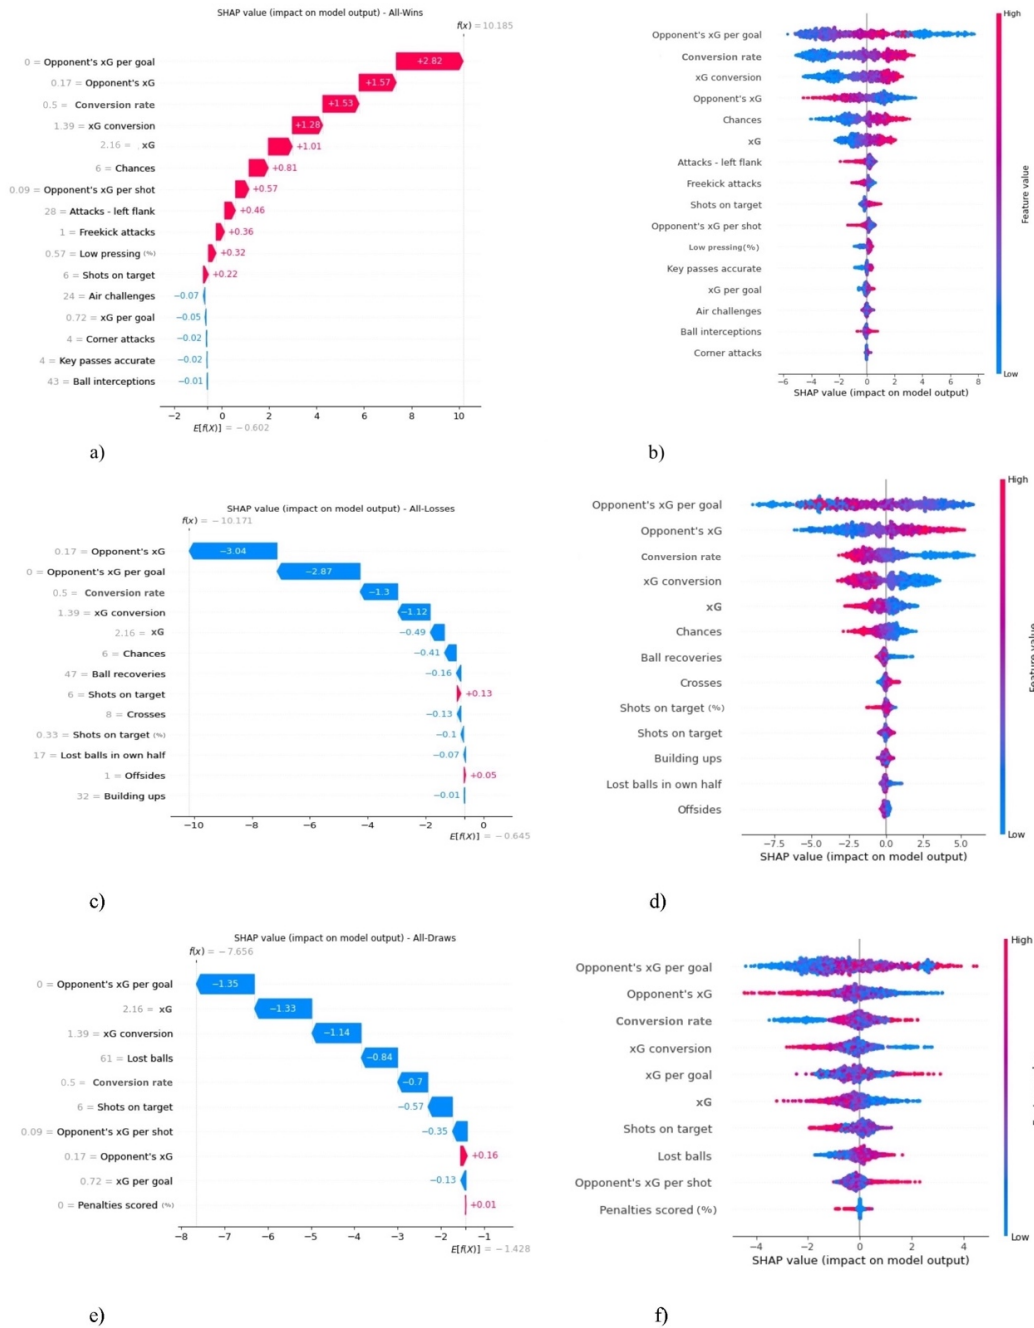 SHAP value (impact on model output) - All-Wins
f(x) = 10.185
0 = Opponent's xG per goal +2.82
0.17 = Opponent's xG +1.57
0.5 = Conversion rate +1.53
1.39 = xG conversion +1.28
2.16 = xG +1.01
6 = Chances +0.81
0.09 = Opponent's xG per shot +0.57
28 = Attacks - left flank +0.46
1 = Freekick attacks +0.36
0.57 = Low pressing (%) +0.32
6 = Shots on target +0.22
24 = Air challenges −0.07
0.72 = xG per goal −0.05
4 = Corner attacks −0.02
4 = Key passes accurate −0.02
43 = Ball interceptions −0.01
−2 0 2 4 6 8 10
E[f(X)] = −0.602
a)
High
Opponent's xG per goal
Conversion rate
xG conversion
Opponent's xG
Chances
xG
Attacks - left flank
Freekick attacks
Shots on target
Opponent's xG per shot
Low pressing(%)
Key passes accurate
xG per goal
Air challenges
Ball interceptions
Corner attacks
Feature value
Low
−6 −4 −2 0 2 4 6 8
SHAP value (impact on model output)
b)
SHAP value (impact on model output) - All-Losses
f(x) = −10.171
0.17 = Opponent's xG −3.04
0 = Opponent's xG per goal −2.87
0.5 = Conversion rate −1.3
1.39 = xG conversion −1.12
2.16 = xG −0.49
6 = Chances −0.41
47 = Ball recoveries −0.16
6 = Shots on target +0.13
8 = Crosses −0.13
0.33 = Shots on target (%) −0.1
17 = Lost balls in own half −0.07
1 = Offsides +0.05
32 = Building ups −0.01
−10 −8 −6 −4 −2 0
E[f(X)] = −0.645
c)
High
Opponent's xG per goal
Opponent's xG
Conversion rate
xG conversion
xG
Chances
Ball recoveries
Crosses
Shots on target (%)
Shots on target
Building ups
Lost balls in own half
Offsides
Feature value
Low
−7.5 −5.0 −2.5 0.0 2.5 5.0
SHAP value (impact on model output)
d)
SHAP value (impact on model output) - All-Draws
f(x) = −7.656
0 = Opponent's xG per goal −1.35
2.16 = xG −1.33
1.39 = xG conversion −1.14
61 = Lost balls −0.84
0.5 = Conversion rate −0.7
6 = Shots on target −0.57
0.09 = Opponent's xG per shot −0.35
0.17 = Opponent's xG +0.16
0.72 = xG per goal −0.13
0 = Penalties scored (%) +0.01
−8 −7 −6 −5 −4 −3 −2 −1
E[f(X)] = −1.428
e)
High
Opponent's xG per goal
Opponent's xG
Conversion rate
xG conversion
xG per goal
xG
Shots on target
Lost balls
Opponent's xG per shot
Penalties scored (%)
Low
−4 −2 0 2 4
SHAP value (impact on model output)
f)